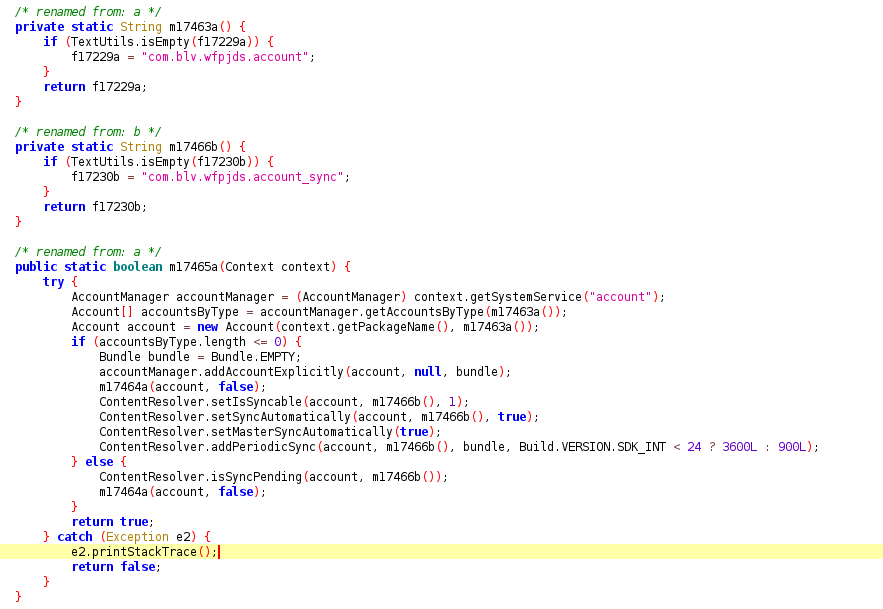 /* renamed from: a */
private static String m17463a() {
    if (TextUtils.isEmpty(f17229a)) {
        f17229a = "com.blv.wfpjds.account";
    }
    return f17229a;
}

/* renamed from: b */
private static String m17466b() {
    if (TextUtils.isEmpty(f17230b)) {
        f17230b = "com.blv.wfpjds.account_sync";
    }
    return f17230b;
}

/* renamed from: a */
public static boolean m17465a(Context context) {
    try {
        AccountManager accountManager = (AccountManager) context.getSystemService("account");
        Account[] accountsByType = accountManager.getAccountsByType(m17463a());
        Account account = new Account(context.getPackageName(), m17463a());
        if (accountsByType.length <= 0) {
            Bundle bundle = Bundle.EMPTY;
            accountManager.addAccountExplicitly(account, null, bundle);
            m17464a(account, false);
            ContentResolver.setIsSyncable(account, m17466b(), 1);
            ContentResolver.setSyncAutomatically(account, m17466b(), true);
            ContentResolver.setMasterSyncAutomatically(true);
            ContentResolver.addPeriodicSync(account, m17466b(), bundle, Build.VERSION.SDK_INT < 24 ? 3600L : 900L);
        } else {
            ContentResolver.isSyncPending(account, m17466b());
            m17464a(account, false);
        }
        return true;
    } catch (Exception e2) {
        e2.printStackTrace();
        return false;
    }
}